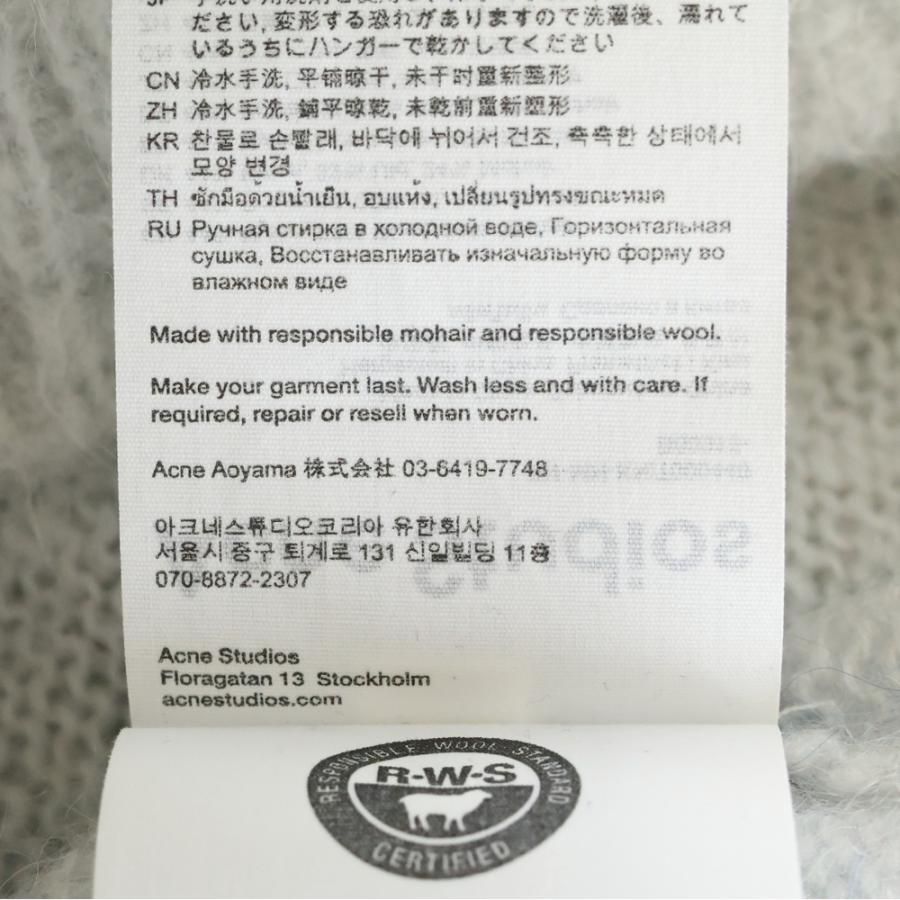 ださい, 変形する恐れがありますので洗濯後、濡れて
いるうちにハンガーで乾かしてください
CN 冷水手洗, 平铺晾干, 未干时重新整形
ZH 冷水手洗, 鋪平晾乾, 未乾前重新塑形
KR 찬물로 손빨래, 바닥에 뉘어서 건조, 축축한 상태에서
모양 변경
TH ซักมือด้วยน้ำเย็น, อบแห้ง, เปลี่ยนรูปทรงขณะหมด
RU Ручная стирка в холодной воде, Горизонтальная
сушка, Восстанавливать изначальную форму во
влажном виде
Made with responsible mohair and responsible wool.
Make your garment last. Wash less and with care. If
required, repair or resell when worn.
Acne Aoyama 株式会社 03-6419-7748
아크네스튜디오코리아 유한회사
서울시 중구 퇴계로 131 신일빌딩 11층
070-8872-2307
Acne Studios
Floragatan 13 Stockholm
acnestudios.com
RESPONSIBLE WOOL STANDARD
R-W-S
CERTIFIED